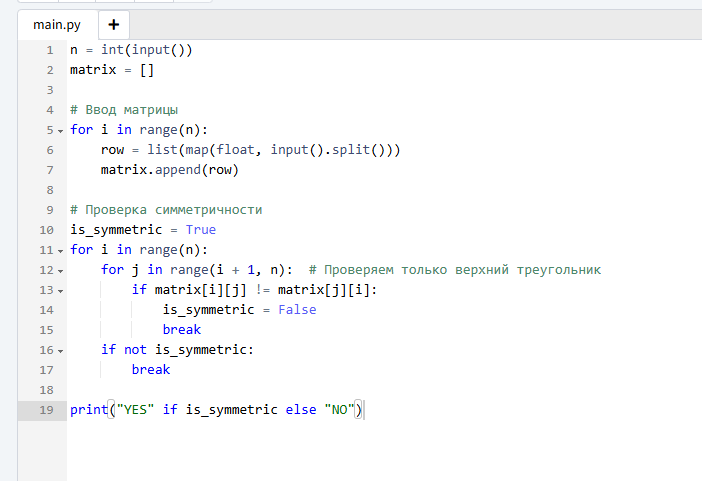 main.py +
1 n = int(input())
2 matrix = []
3
4 # Ввод матрицы
5 for i in range(n):
6     row = list(map(float, input().split()))
7     matrix.append(row)
8
9 # Проверка симметричности
10 is_symmetric = True
11 for i in range(n):
12     for j in range(i + 1, n):  # Проверяем только верхний треугольник
13         if matrix[i][j] != matrix[j][i]:
14             is_symmetric = False
15             break
16     if not is_symmetric:
17         break
18
19 print("YES" if is_symmetric else "NO")